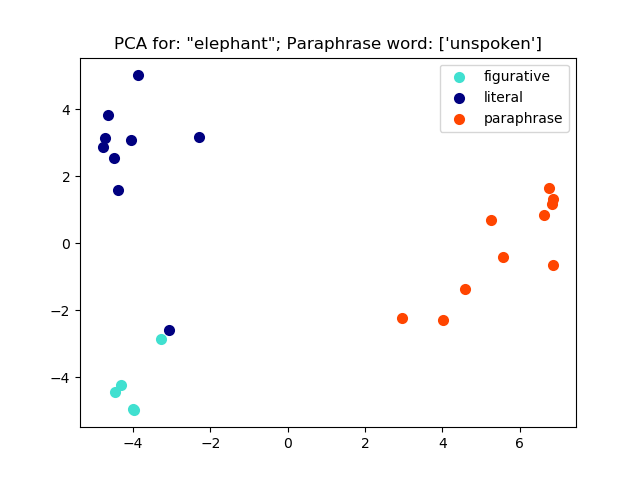 PCA for: "elephant"; Paraphrase word: ['unspoken']
figurative
literal
paraphrase
4
2
0
−2
−4
−4 −2 0 2 4 6